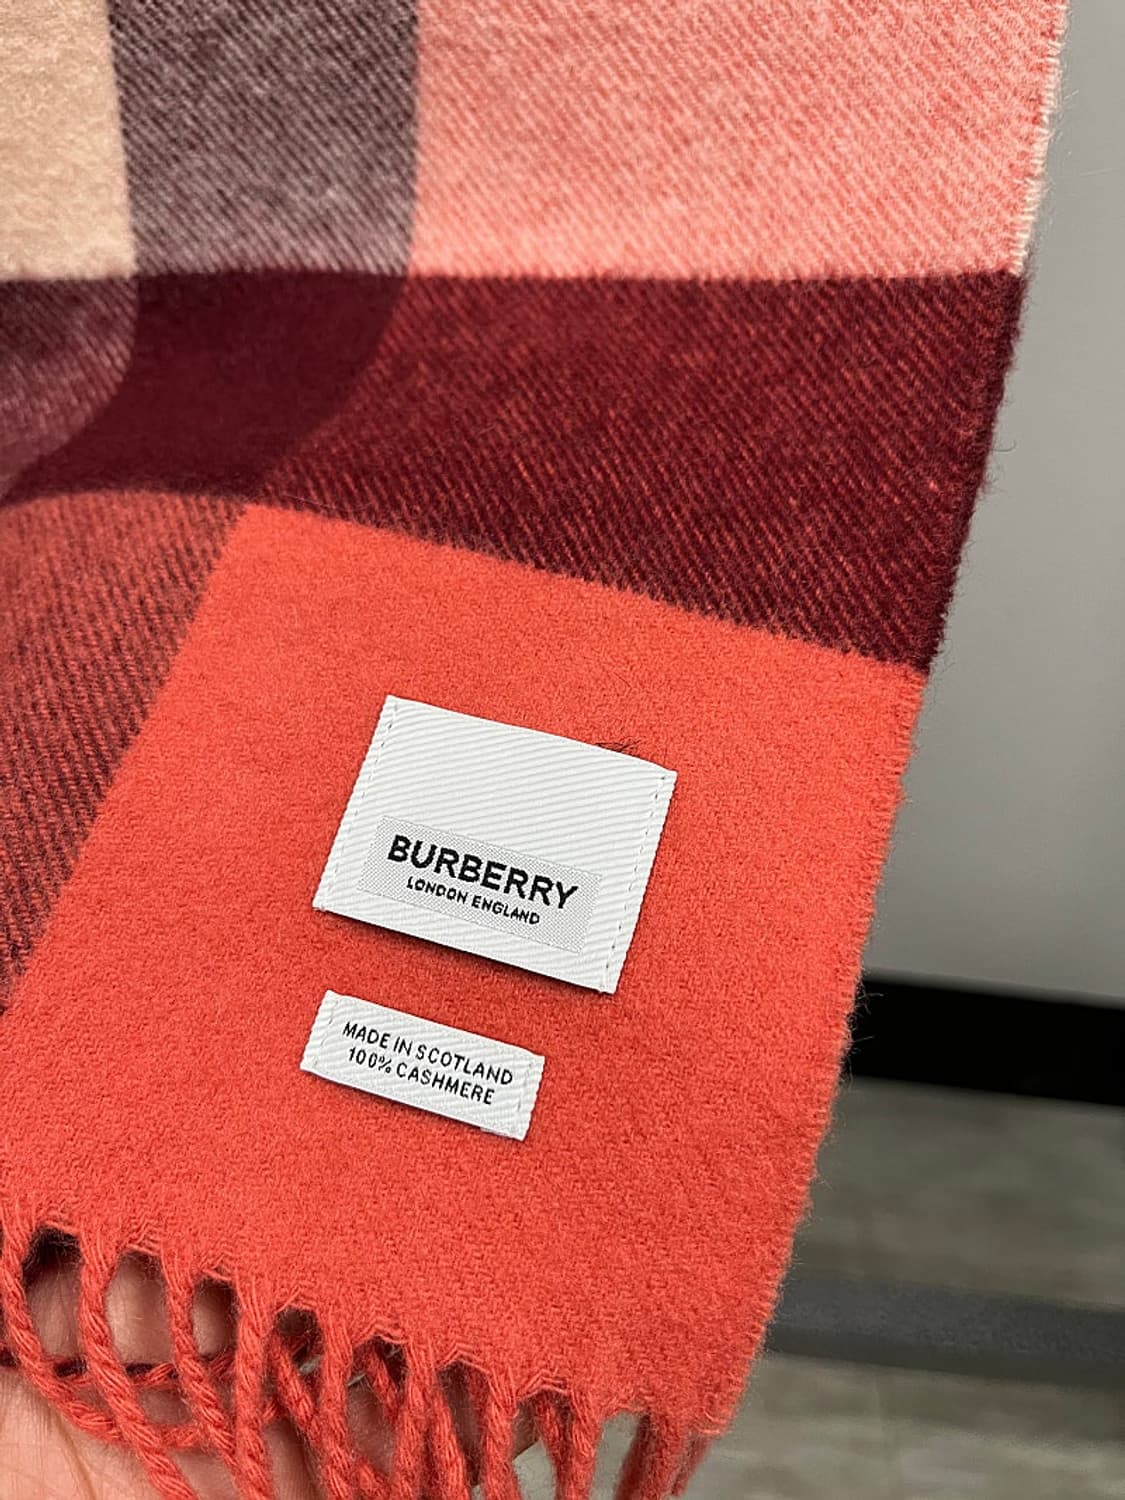 BURBERRY
LONDON ENGLAND
MADE IN SCOTLAND
100% CASHMERE